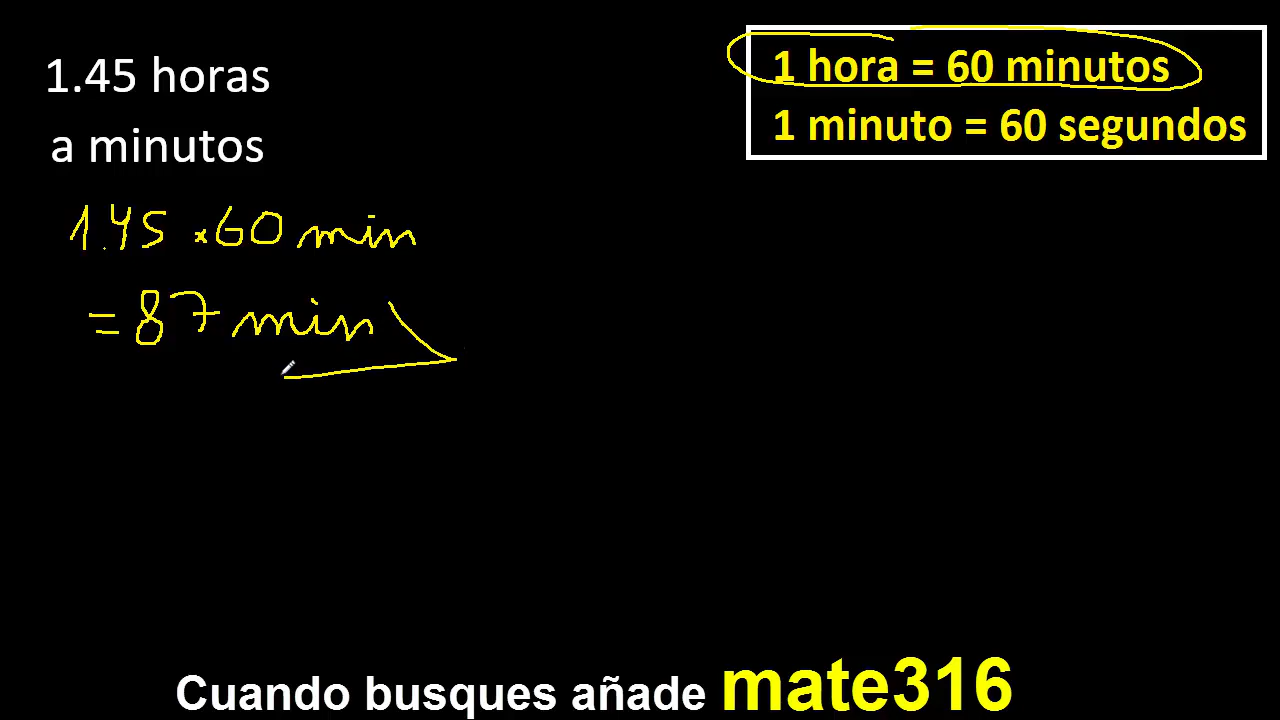 1.45 horas
a minutos
1 hora = 60 minutos
1 minuto = 60 segundos
1.45 × 60 min
= 87 min
Cuando busques añade mate316